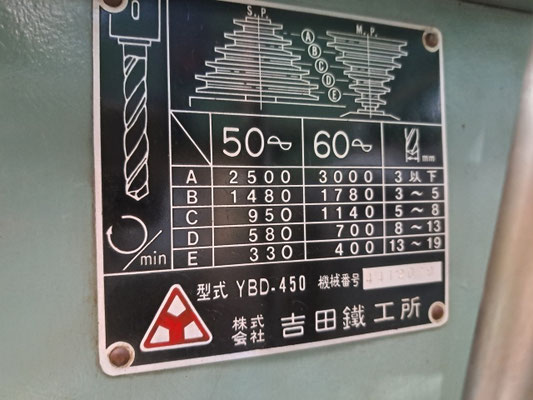 S.P. M.P.
A
B
C
D
E
50~ 60~ mm
A 2500 3000 3以下
B 1480 1780 3～5
C 950 1140 5～8
D 580 700 8～13
E 330 400 13～19
/min
型式 YBD-450 機械番号
株式会社 吉田鐵工所